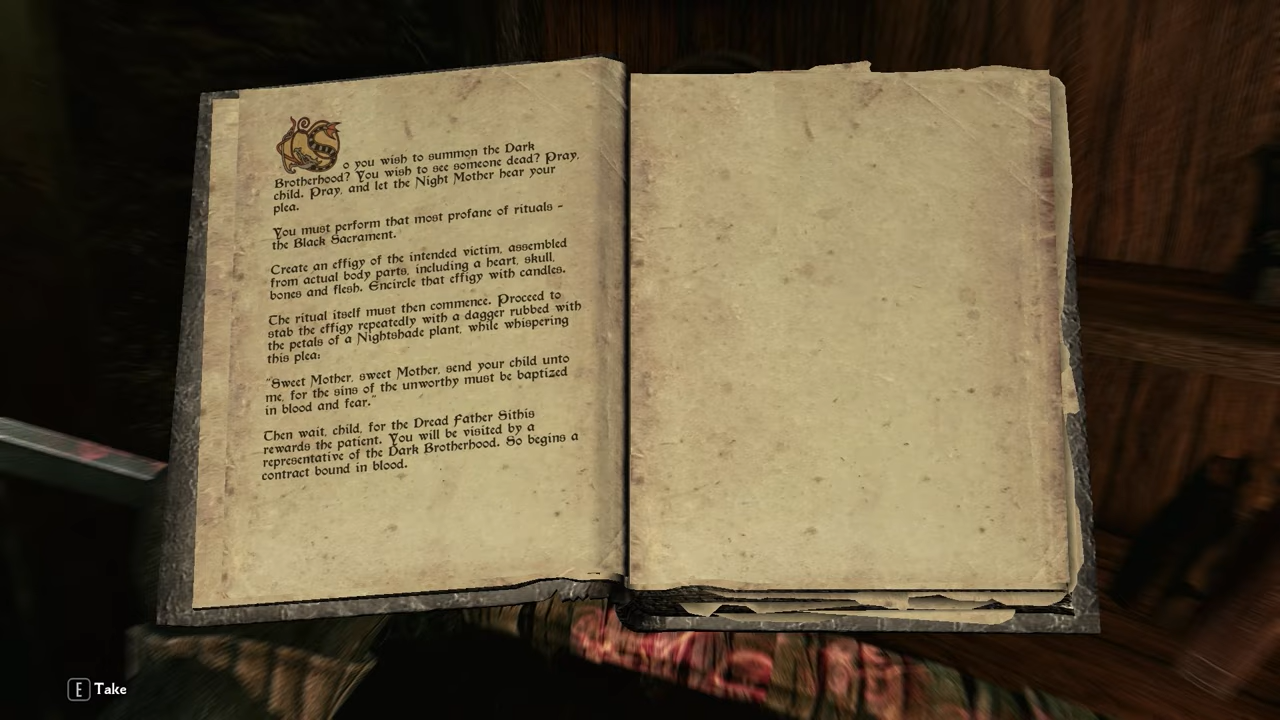 Do you wish to summon the Dark
Brotherhood? You wish to see someone dead? Pray,
child. Pray, and let the Night Mother hear your
plea.
You must perform that most profane of rituals -
the Black Sacrament.
Create an effigy of the intended victim, assembled
from actual body parts, including a heart, skull,
bones and flesh. Encircle that effigy with candles.
The ritual itself must then commence. Proceed to
stab the effigy repeatedly with a dagger rubbed with
the petals of a Nightshade plant, while whispering
this plea:
"Sweet Mother, sweet Mother, send your child unto
me, for the sins of the unworthy must be baptized
in blood and fear."
Then wait, child, for the Dread Father Sithis
rewards the patient. You will be visited by a
representative of the Dark Brotherhood. So begins a
contract bound in blood.
E Take